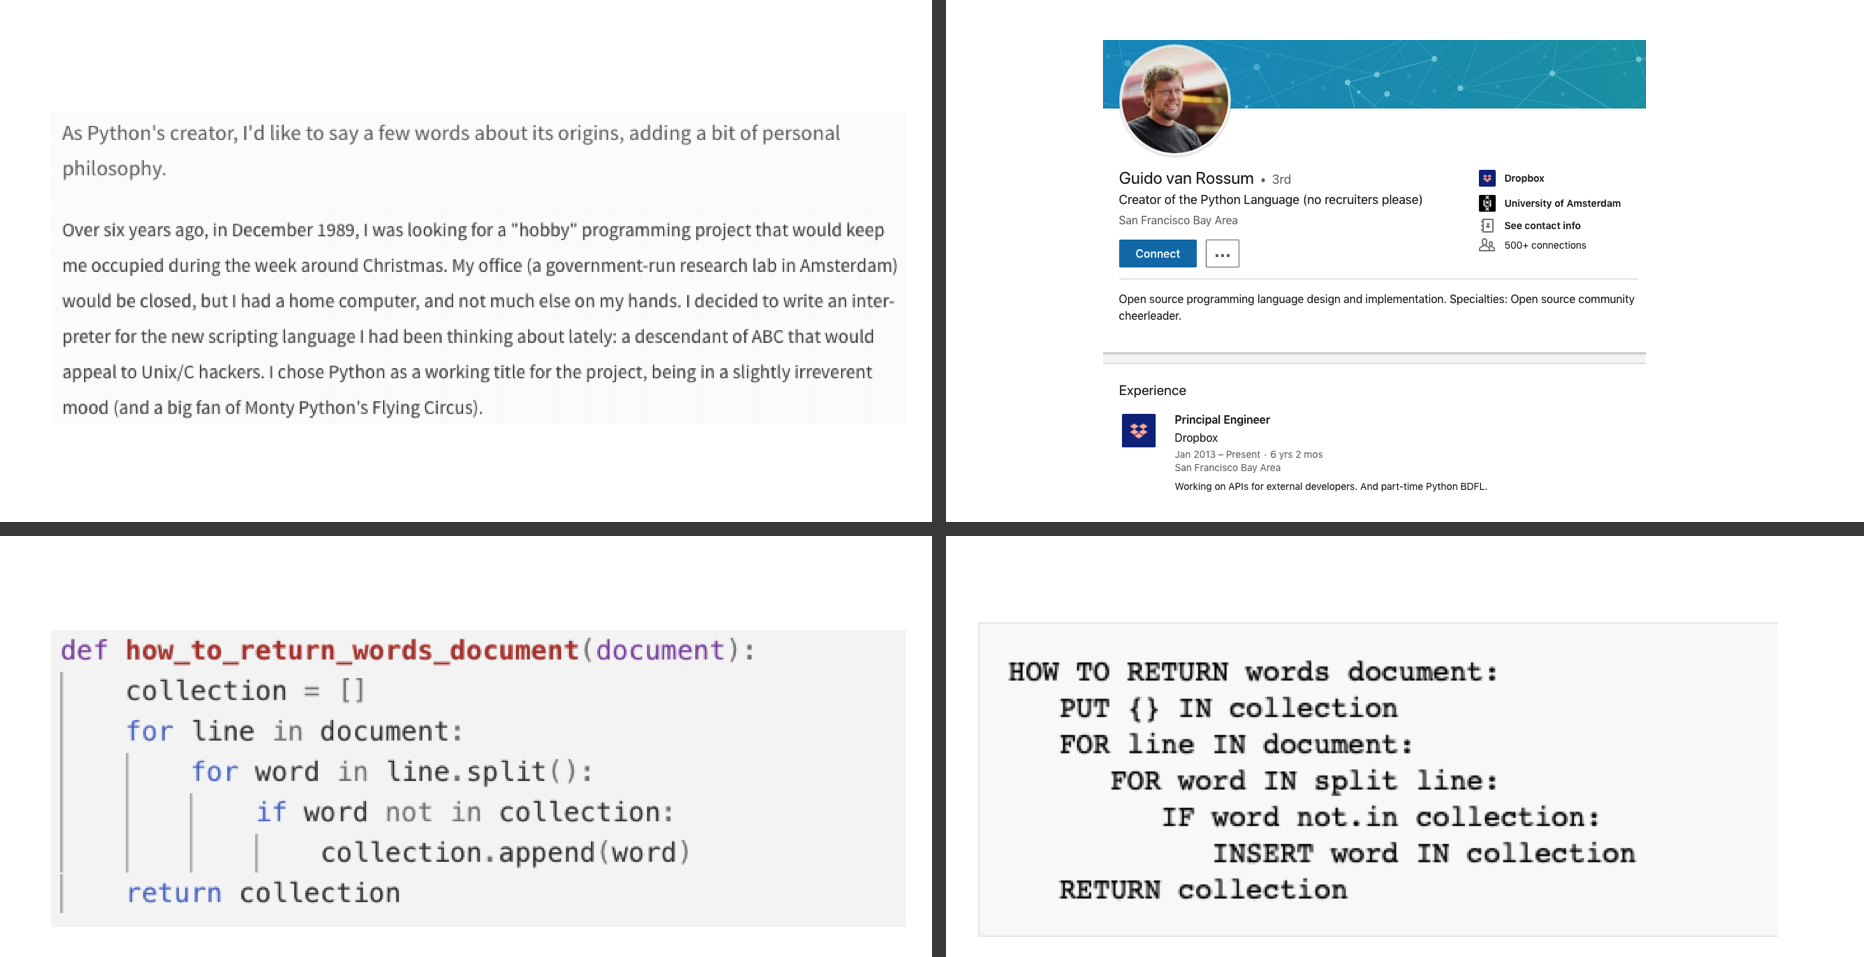 As Python's creator, I'd like to say a few words about its origins, adding a bit of personal
philosophy.
Over six years ago, in December 1989, I was looking for a "hobby" programming project that would keep
me occupied during the week around Christmas. My office (a government-run research lab in Amsterdam)
would be closed, but I had a home computer, and not much else on my hands. I decided to write an inter-
preter for the new scripting language I had been thinking about lately: a descendant of ABC that would
appeal to Unix/C hackers. I chose Python as a working title for the project, being in a slightly irreverent
mood (and a big fan of Monty Python's Flying Circus).
Guido van Rossum • 3rd
Creator of the Python Language (no recruiters please)
San Francisco Bay Area
Connect
...
Dropbox
University of Amsterdam
See contact info
500+ connections
Open source programming language design and implementation. Specialties: Open source community
cheerleader.
Experience
Principal Engineer
Dropbox
Jan 2013 – Present · 6 yrs 2 mos
San Francisco Bay Area
Working on APIs for external developers. And part-time Python BDFL.
def how_to_return_words_document(document):
    collection = []
    for line in document:
        for word in line.split():
            if word not in collection:
                collection.append(word)
    return collection
HOW TO RETURN words document:
   PUT {} IN collection
   FOR line IN document:
      FOR word IN split line:
         IF word not.in collection:
            INSERT word IN collection
   RETURN collection